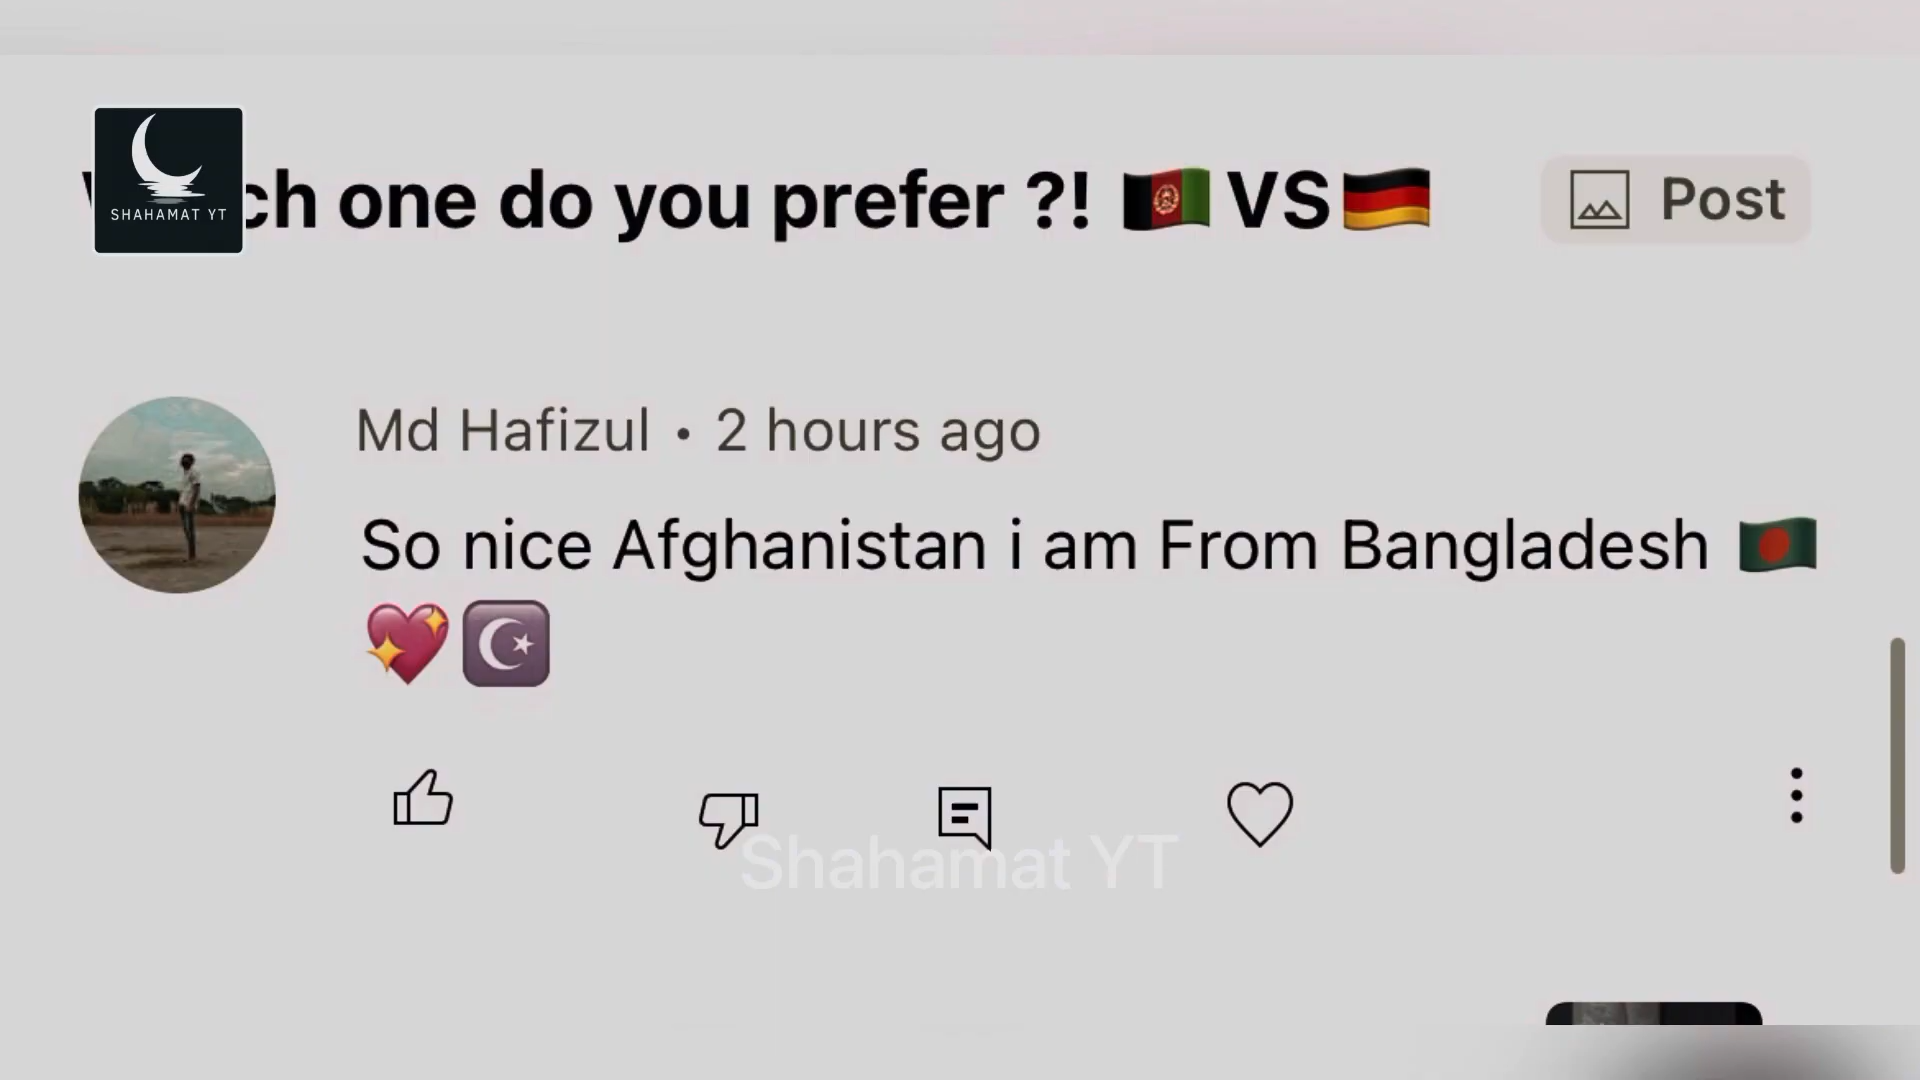 SHAHAMAT YT
ch one do you prefer ?! 🇦🇫 VS 🇩🇪
Post
Md Hafizul • 2 hours ago
So nice Afghanistan i am From Bangladesh 🇧🇩
💖☪️
Shahamat YT